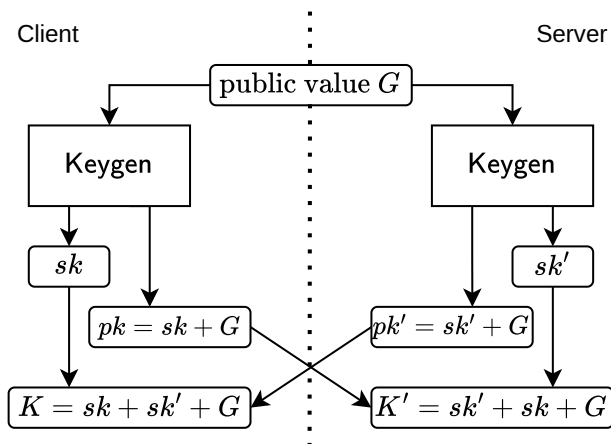 Client
Server
public value G
Keygen
Keygen
sk
sk′
pk = sk + G
pk′ = sk′ + G
K = sk + sk′ + G
K′ = sk′ + sk + G